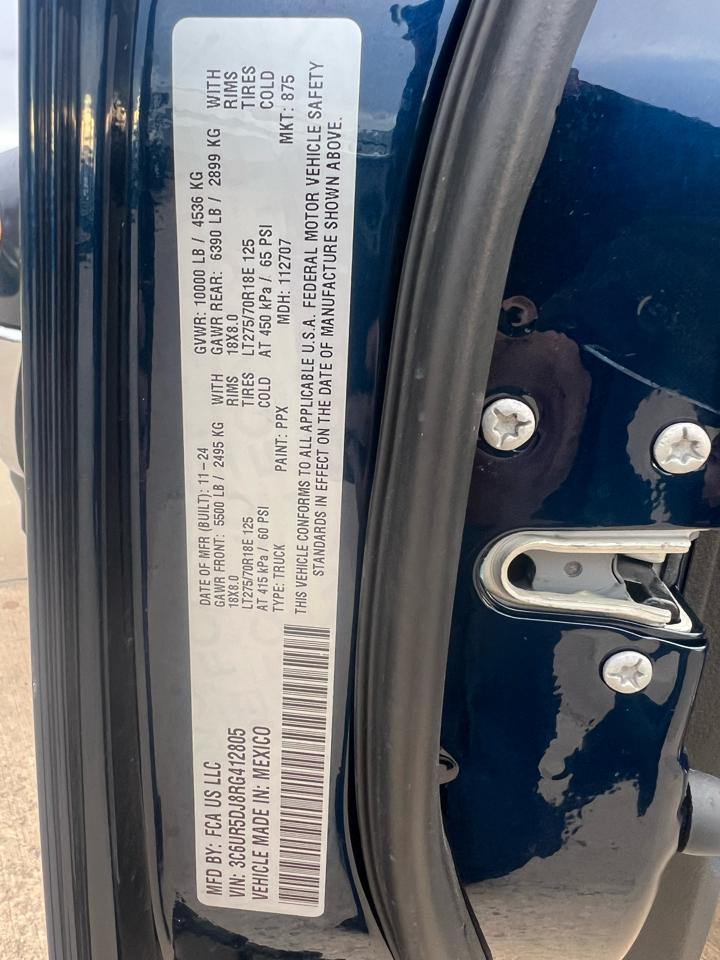 MFD BY: FCA US LLC
VIN: 3C6UR5DJ8RG412805
VEHICLE MADE IN: MEXICO
DATE OF MFR (BUILT): 11-24 GVWR: 10000 LB / 4536 KG
GAWR FRONT: 5500 LB / 2495 KG WITH GAWR REAR: 6390 LB / 2899 KG WITH
18X8.0 RIMS 18X8.0 RIMS
LT275/70R18E 125 TIRES LT275/70R18E 125 TIRES
AT 415 kPa / 60 PSI COLD AT 450 kPa / 65 PSI COLD
TYPE: TRUCK PAINT: PPX MDH: 112707 MKT: 875
THIS VEHICLE CONFORMS TO ALL APPLICABLE U.S.A. FEDERAL MOTOR VEHICLE SAFETY
STANDARDS IN EFFECT ON THE DATE OF MANUFACTURE SHOWN ABOVE.